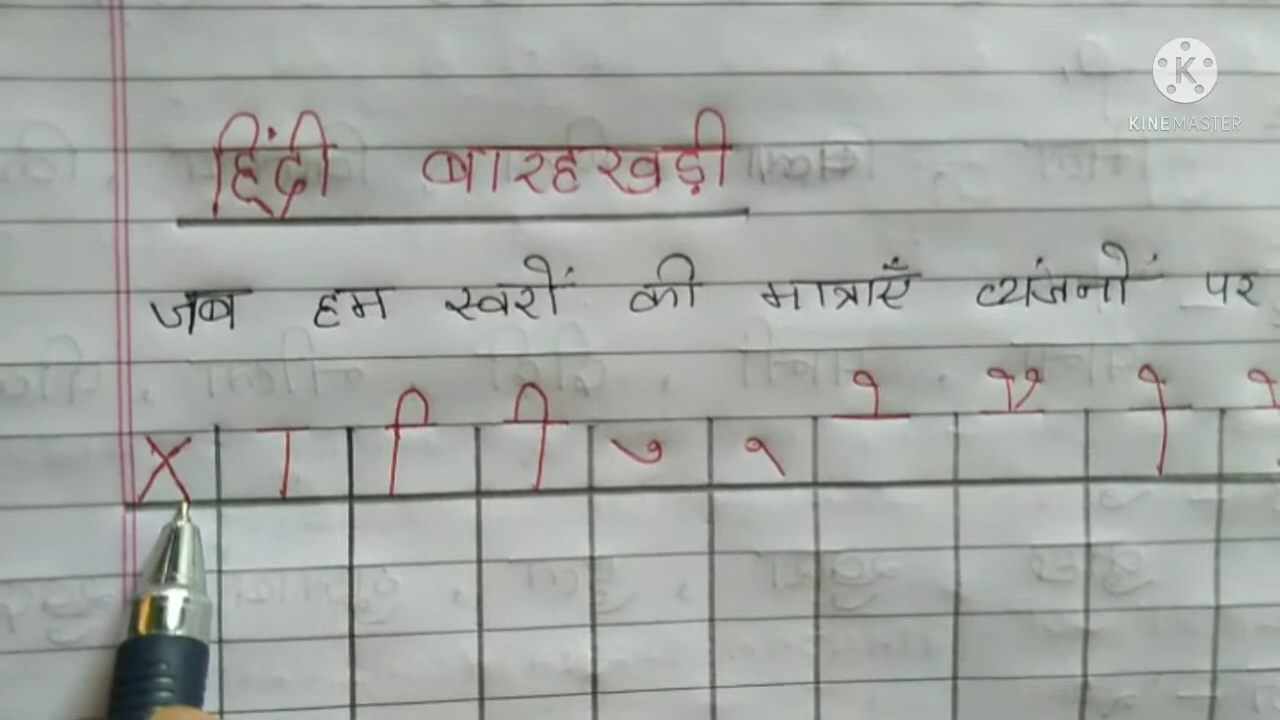 हिंदी बारहखड़ी
जब हम स्वरों की मात्राएँ व्यंजनों पर
X ा ि ी ु ू े ै ो
K
KINEMASTER